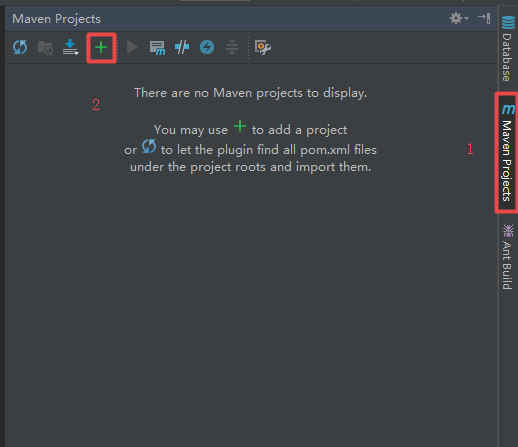 Maven Projects
There are no Maven projects to display.
2
You may use + to add a project
or to let the plugin find all pom.xml files
under the project roots and import them.
1
Database
m
Maven Projects
Ant Build